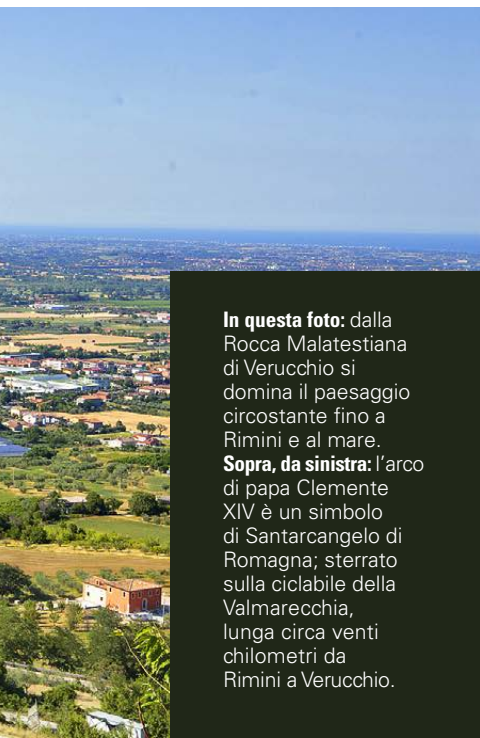 In questa foto: dalla
Rocca Malatestiana
di Verucchio si
domina il paesaggio
circostante fino a
Rimini e al mare.
Sopra, da sinistra: l'arco
di papa Clemente
XIV è un simbolo
di Santarcangelo di
Romagna; sterrato
sulla ciclabile della
Valmarecchia,
lunga circa venti
chilometri da
Rimini a Verucchio.